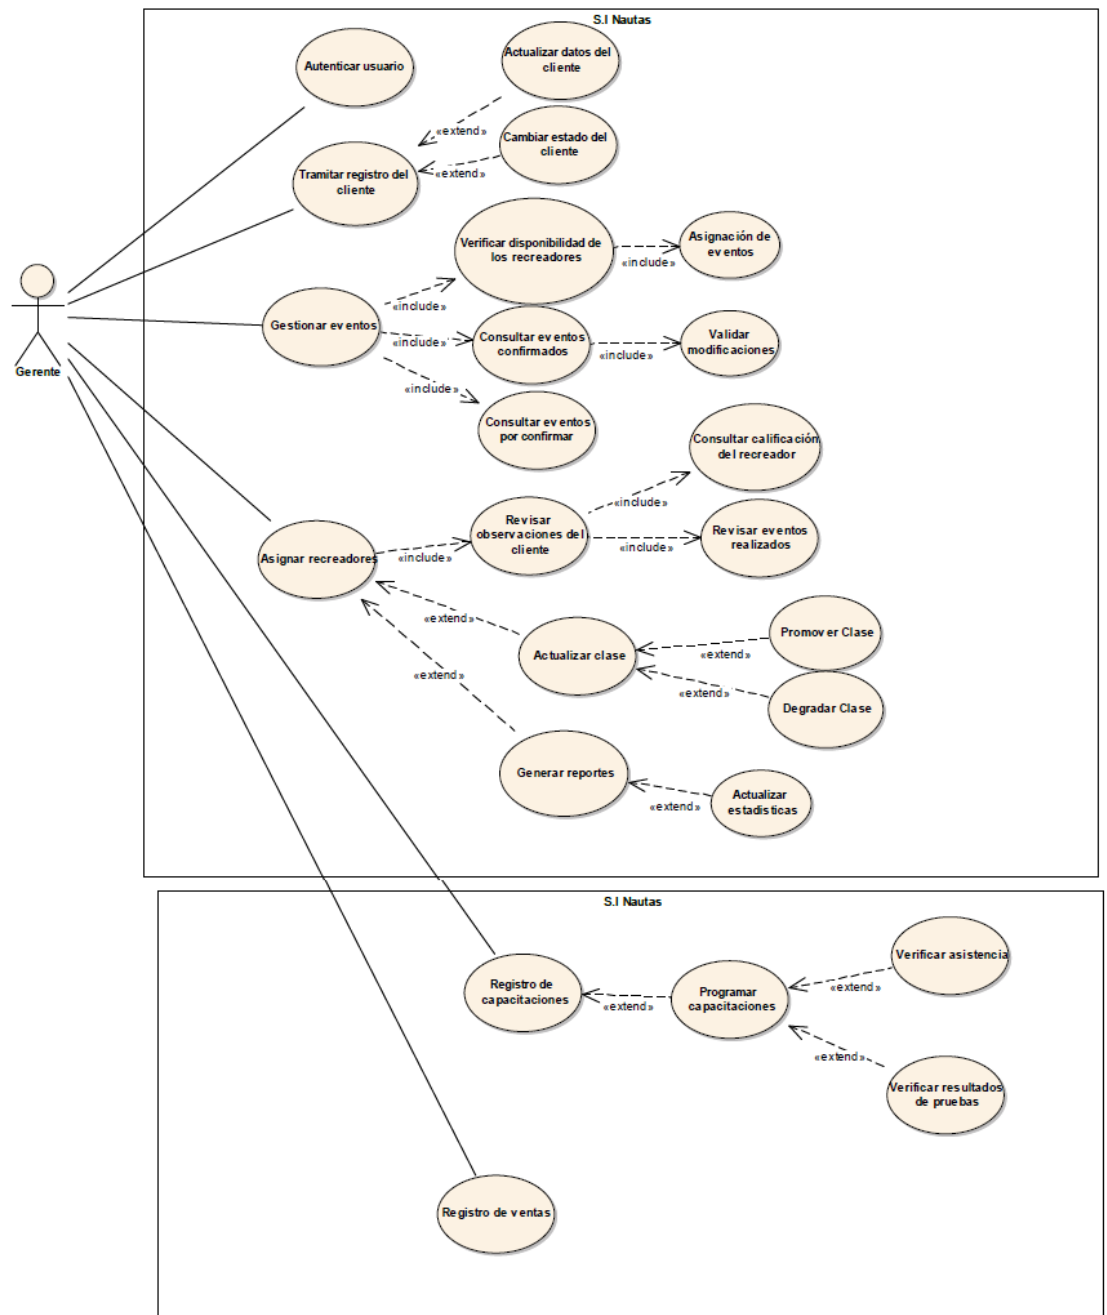 S.I Nautas
Autenticar usuario
Actualizar datos del
cliente
«extend»
Cambiar estado del
cliente
«extend»
Tramitar registro del
cliente
Verificar disponibilidad de
los recreadores
Asignación de
eventos
«include»
«include»
Gestionar eventos
«include»
Consultar eventos
confirmados
«include»
Validar
modificaciones
«include»
Consultar eventos
por confirmar
Gerente
Consultar calificación
del recreador
«include»
Revisar
observaciones del
cliente
Revisar eventos
realizados
«include»
Asignar recreadores
«include»
«extend»
Actualizar clase
Promover Clase
«extend»
«extend»
Degradar Clase
«extend»
Generar reportes
Actualizar
estadisticas
«extend»
S.I Nautas
Registro de
capacitaciones
«extend»
Programar
capacitaciones
Verificar asistencia
«extend»
«extend»
Verificar resultados
de pruebas
Registro de ventas